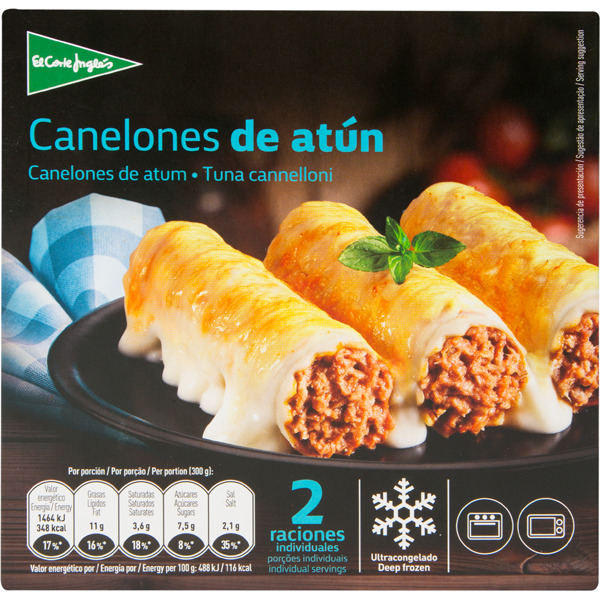 El Corte Inglés
Canelones de atún
Canelones de atum • Tuna cannelloni
Sugerencia de presentación / Sugestão de apresentação / Serving suggestion
Por porción / Por porção / Per portion (300 g):
Valor
energético
Energia / Energy
1464 kJ
348 kcal
17%*
Grasas
Lípidos
Fat
11 g
16%*
Saturadas
Saturados
Saturates
3,6 g
18%*
Azúcares
Açúcares
Sugars
7,5 g
8%*
Sal
Salt
2,1 g
35%*
Valor energético por / Energia por / Energy per 100 g: 488 kJ / 116 kcal
2
raciones
individuales
porções individuais
individual servings
Ultracongelado
Deep frozen